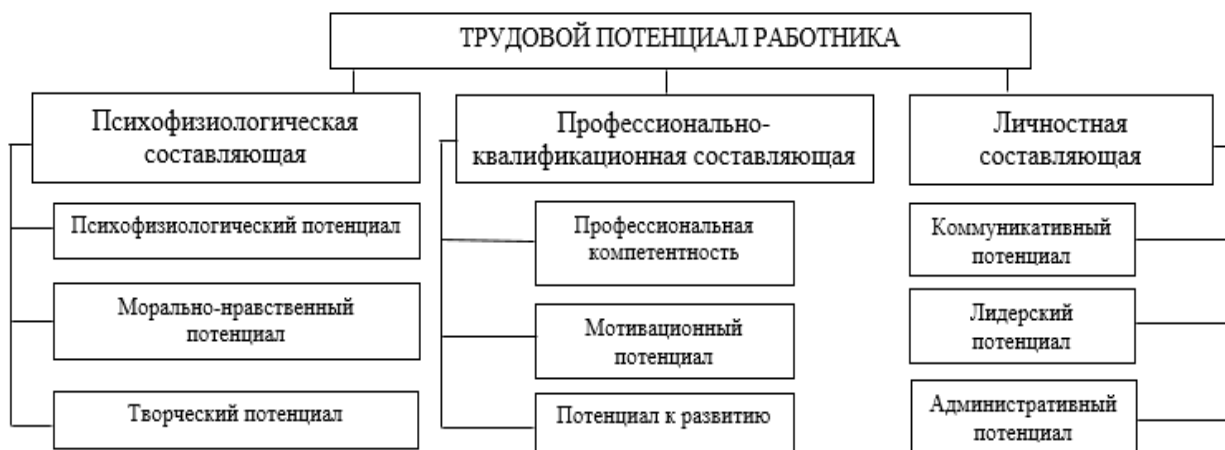 ТРУДОВОЙ ПОТЕНЦИАЛ РАБОТНИКА
Психофизиологическая
составляющая
Психофизиологический потенциал
Морально-нравственный
потенциал
Творческий потенциал
Профессионально-
квалификационная составляющая
Профессиональная
компетентность
Мотивационный
потенциал
Потенциал к развитию
Личностная
составляющая
Коммуникативный
потенциал
Лидерский
потенциал
Административный
потенциал